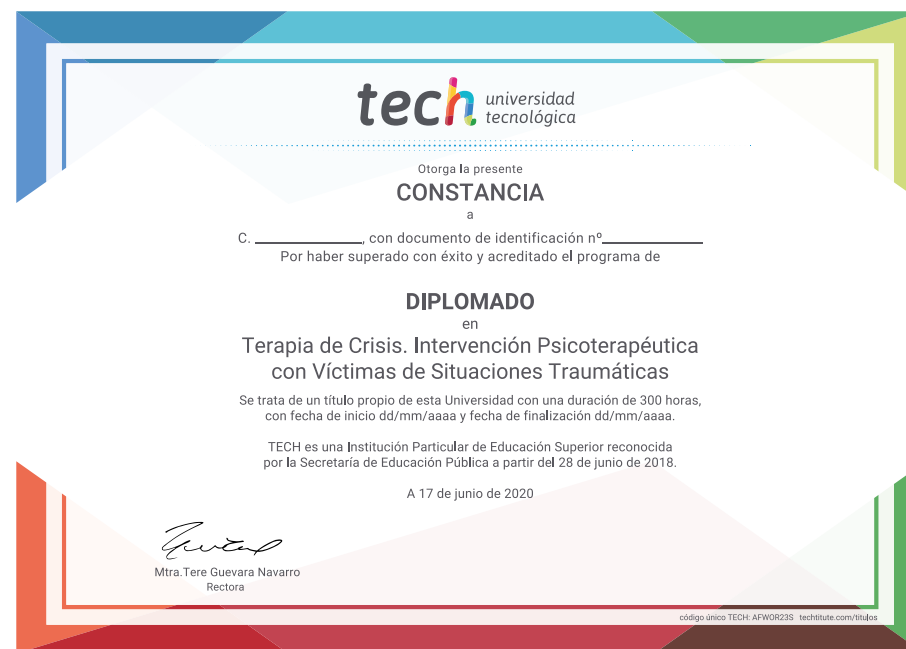 tech universidad
tecnológica
Otorga la presente
CONSTANCIA
a
C. ____________, con documento de identificación nº____________
Por haber superado con éxito y acreditado el programa de
DIPLOMADO
en
Terapia de Crisis. Intervención Psicoterapéutica
con Víctimas de Situaciones Traumáticas
Se trata de un título propio de esta Universidad con una duración de 300 horas,
con fecha de inicio dd/mm/aaaa y fecha de finalización dd/mm/aaaa.
TECH es una Institución Particular de Educación Superior reconocida
por la Secretaría de Educación Pública a partir del 28 de junio de 2018.
A 17 de junio de 2020
Mtra.Tere Guevara Navarro
Rectora
código único TECH: AFWOR23S techtitute.com/titulos